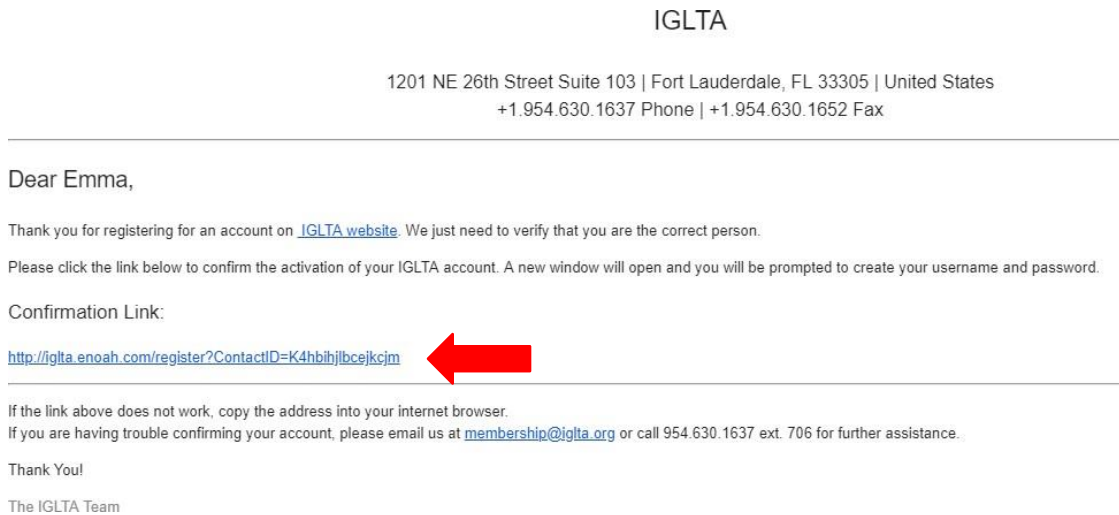 IGLTA
1201 NE 26th Street Suite 103 | Fort Lauderdale, FL 33305 | United States
+1.954.630.1637 Phone | +1.954.630.1652 Fax
Dear Emma,
Thank you for registering for an account on IGLTA website. We just need to verify that you are the correct person.
Please click the link below to confirm the activation of your IGLTA account. A new window will open and you will be prompted to create your username and password.
Confirmation Link:
http://iglta.enoah.com/register?ContactID=K4hbihjlbcejkcjm
If the link above does not work, copy the address into your internet browser.
If you are having trouble confirming your account, please email us at membership@iglta.org or call 954.630.1637 ext. 706 for further assistance.
Thank You!
The IGLTA Team